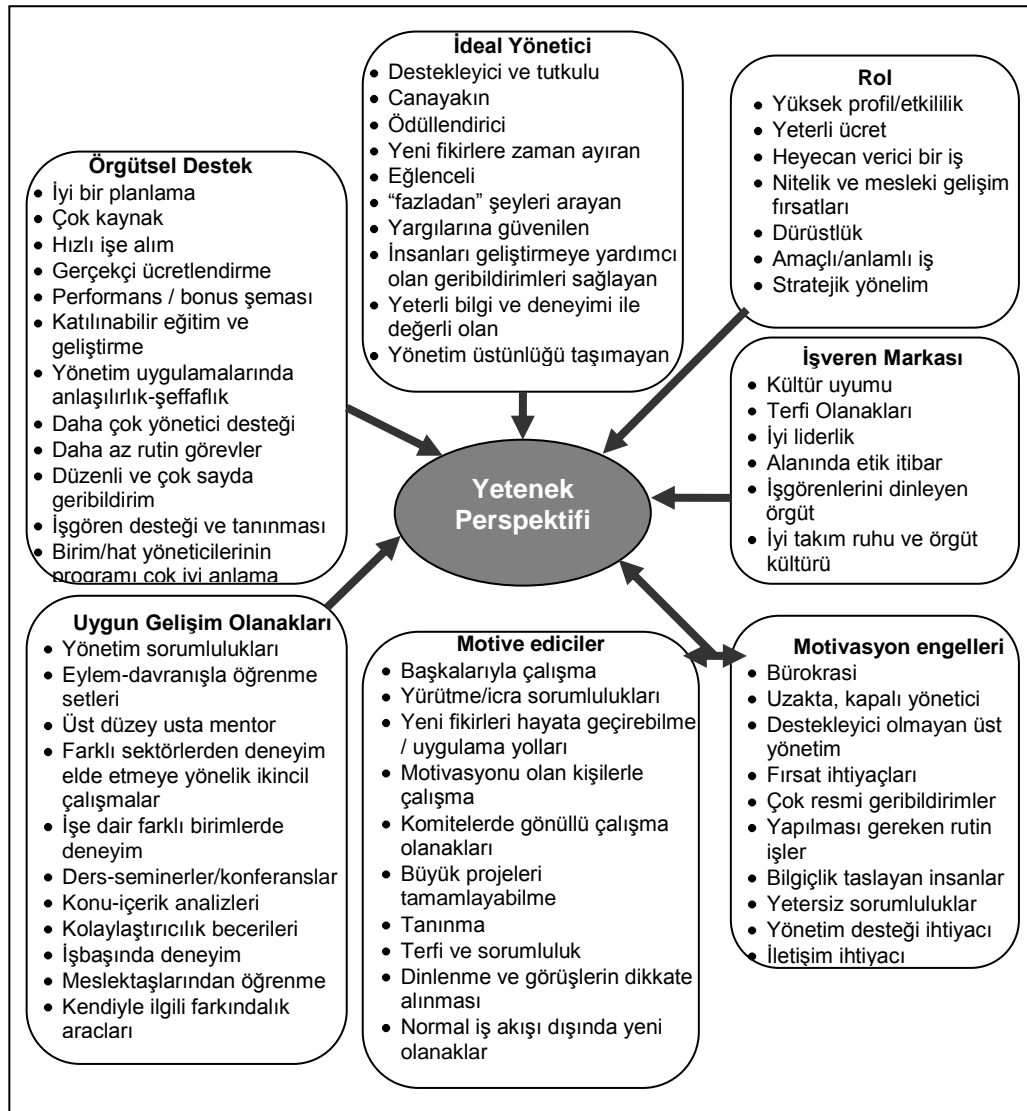 İdeal Yönetici
• Destekleyici ve tutkulu
• Canayakın
• Ödüllendirici
• Yeni fikirlere zaman ayıran
• Eğlenceli
• “fazladan” şeyleri arayan
• Yargılarına güvenilen
• İnsanları geliştirmeye yardımcı
olan geribildirimleri sağlayan
• Yeterli bilgi ve deneyimi ile
değerli olan
• Yönetim üstünlüğü taşımayan
Rol
• Yüksek profil/etkililik
• Yeterli ücret
• Heyecan verici bir iş
• Nitelik ve mesleki gelişim
fırsatları
• Dürüstlük
• Amaçlı/anlamlı iş
• Stratejik yönelim
Örgütsel Destek
• İyi bir planlama
• Çok kaynak
• Hızlı işe alım
• Gerçekçi ücretlendirme
• Performans / bonus şeması
• Katılınabilir eğitim ve
geliştirme
• Yönetim uygulamalarında
anlaşılırlık-şeffaflık
• Daha çok yönetici desteği
• Daha az rutin görevler
• Düzenli ve çok sayda
geribildirim
• İşgören desteği ve tanınması
• Birim/hat yöneticilerinin
programı çok iyi anlama
İşveren Markası
• Kültür uyumu
• Terfi Olanakları
• İyi liderlik
• Alanında etik itibar
• İşgörenlerini dinleyen
örgüt
• İyi takım ruhu ve örgüt
kültürü
Yetenek
Perspektifi
Uygun Gelişim Olanakları
• Yönetim sorumlulukları
• Eylem-davranışla öğrenme
setleri
• Üst düzey usta mentor
• Farklı sektörlerden deneyim
elde etmeye yönelik ikincil
çalışmalar
• İşe dair farklı birimlerde
deneyim
• Ders-seminerler/konferanslar
• Konu-içerik analizleri
• Kolaylaştırıcılık becerileri
• İşbaşında deneyim
• Meslektaşlarından öğrenme
• Kendiyle ilgili farkındalık
araçları
Motive ediciler
• Başkalarıyla çalışma
• Yürütme/icra sorumlulukları
• Yeni fikirleri hayata geçirebilme
/ uygulama yolları
• Motivasyonu olan kişilerle
çalışma
• Komitelerde gönüllü çalışma
olanakları
• Büyük projeleri
tamamlayabilme
• Tanınma
• Terfi ve sorumluluk
• Dinlenme ve görüşlerin dikkate
alınması
• Normal iş akışı dışında yeni
olanaklar
Motivasyon engelleri
• Bürokrasi
• Uzakta, kapalı yönetici
• Destekleyici olmayan üst
yönetim
• Fırsat ihtiyaçları
• Çok resmi geribildirimler
• Yapılması gereken rutin
işler
• Bilgiçlik taslayan insanlar
• Yetersiz sorumluluklar
• Yönetim desteği ihtiyacı
• İletişim ihtiyacı